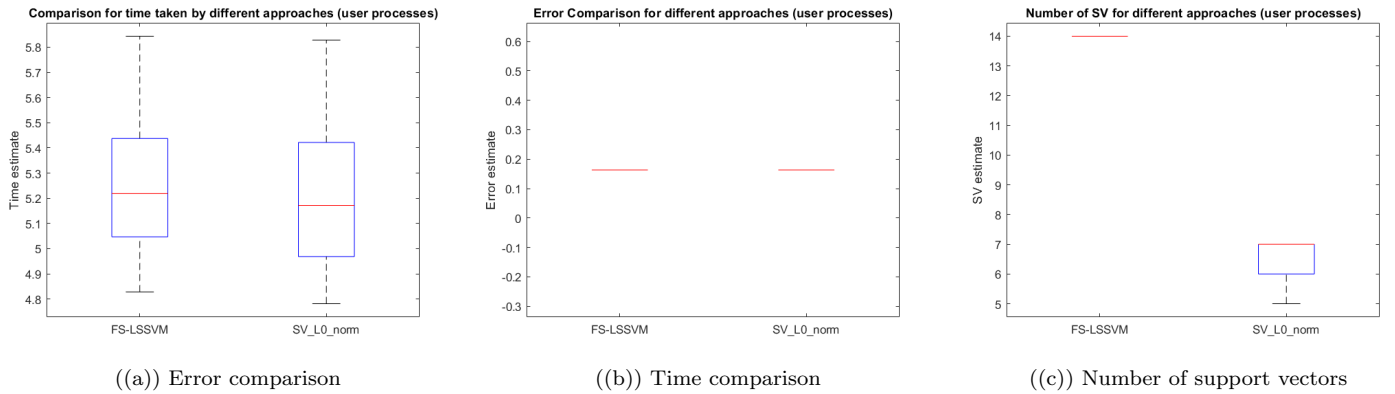 Comparison for time taken by different approaches (user processes)
Time estimate
5.8
5.7
5.6
5.5
5.4
5.3
5.2
5.1
5
4.9
4.8
FS-LSSVM
SV_L0_norm
((a)) Error comparison
Error Comparison for different approaches (user processes)
Error estimate
0.6
0.5
0.4
0.3
0.2
0.1
0
-0.1
-0.2
-0.3
FS-LSSVM
SV_L0_norm
((b)) Time comparison
Number of SV for different approaches (user processes)
SV estimate
14
13
12
11
10
9
8
7
6
5
FS-LSSVM
SV_L0_norm
((c)) Number of support vectors